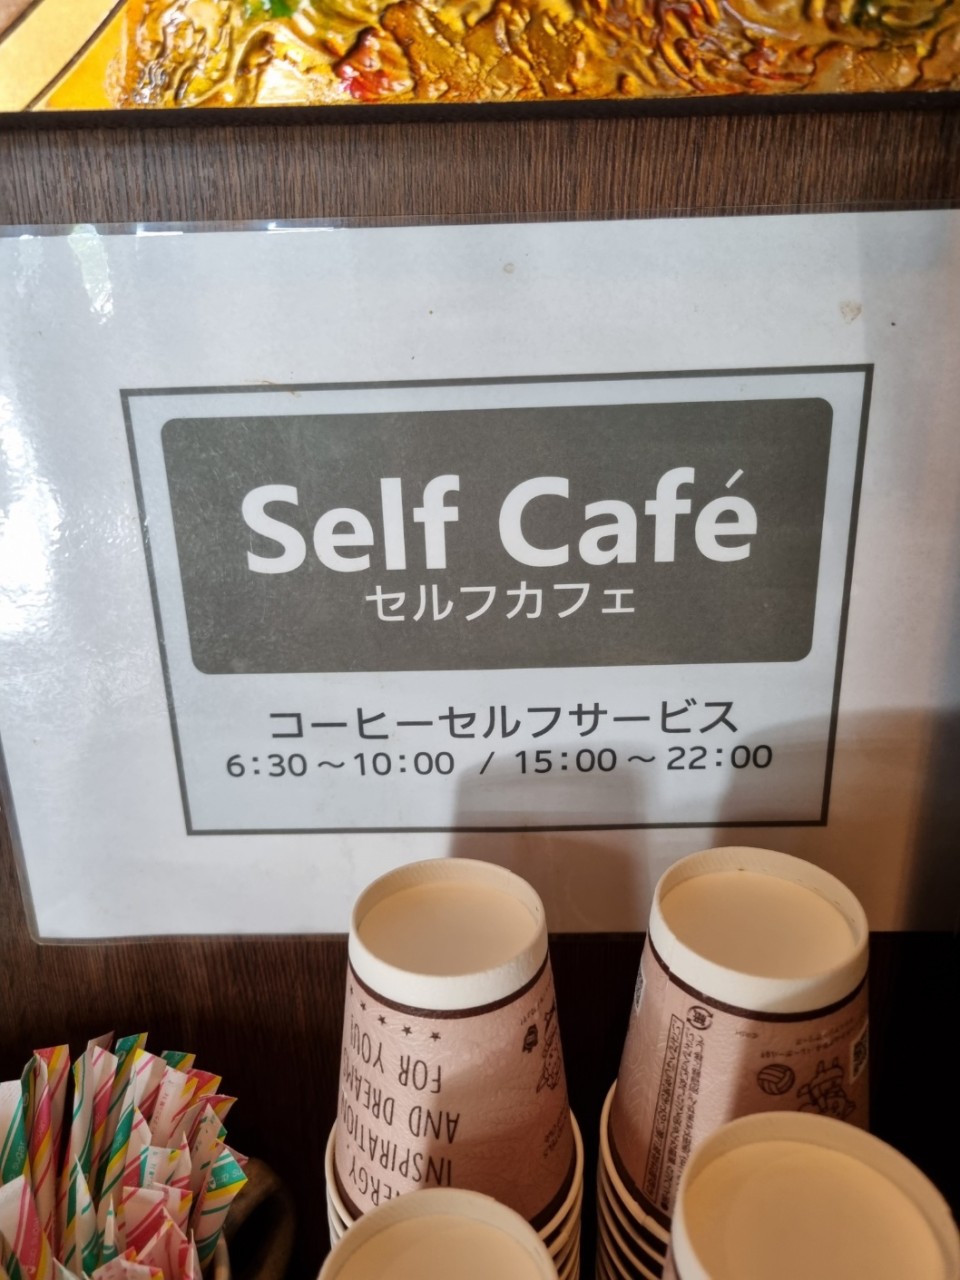 Self Café
セルフカフェ
コーヒーセルフサービス
6:30～10:00 / 15:00～22:00
FOR YOU!
AND DREAMS
INSPIRATION